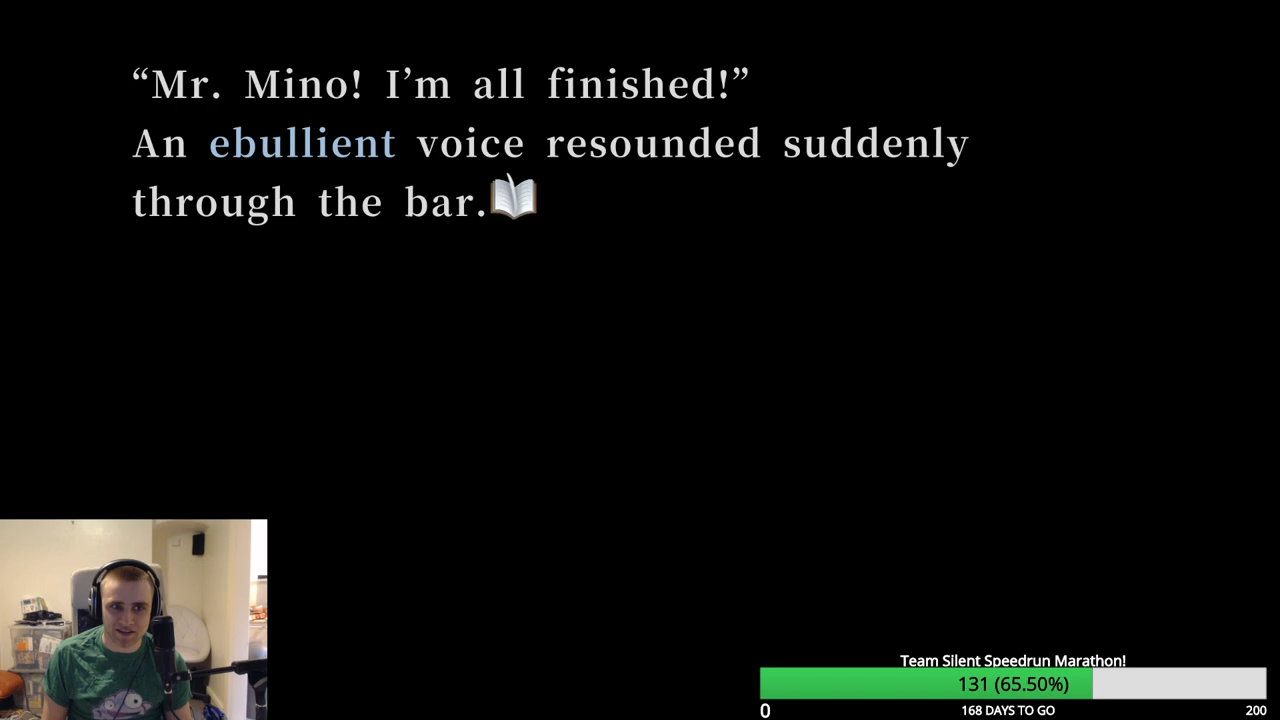 “Mr. Mino! I’m all finished!”
An ebullient voice resounded suddenly
through the bar.
Team Silent Speedrun Marathon!
131 (65.50%)
0
168 DAYS TO GO
200